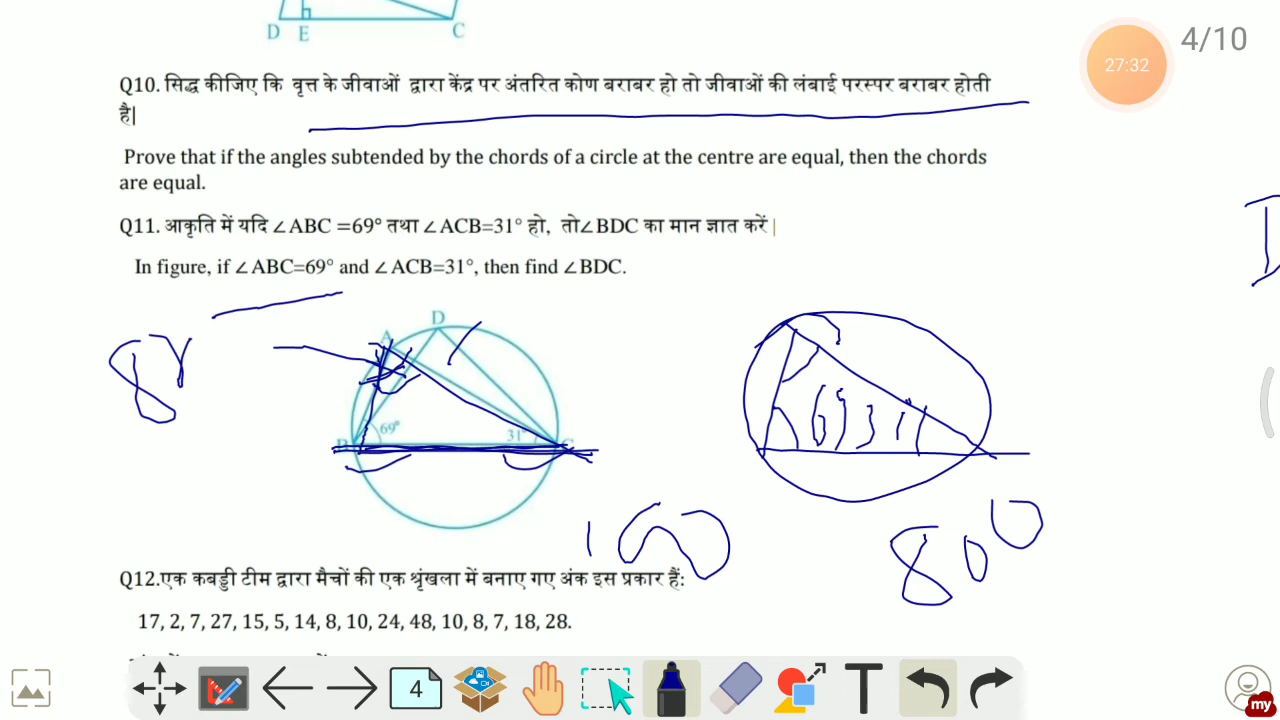 D E C
4/10
27:32
Q10. सिद्ध कीजिए कि वृत्त के जीवाओं द्वारा केंद्र पर अंतरित कोण बराबर हो तो जीवाओं की लंबाई परस्पर बराबर होती
है|
Prove that if the angles subtended by the chords of a circle at the centre are equal, then the chords
are equal.
Q11. आकृति में यदि ∠ABC =69° तथा ∠ACB=31° हो, तो∠BDC का मान ज्ञात करें |
In figure, if ∠ABC=69° and ∠ACB=31°, then find ∠BDC.
D
A
69°
31°
B C
69 31
100
80°
Q12.एक कबड्डी टीम द्वारा मैचों की एक श्रृंखला में बनाए गए अंक इस प्रकार हैं:
17, 2, 7, 27, 15, 5, 14, 8, 10, 24, 48, 10, 8, 7, 18, 28.
4
T
my